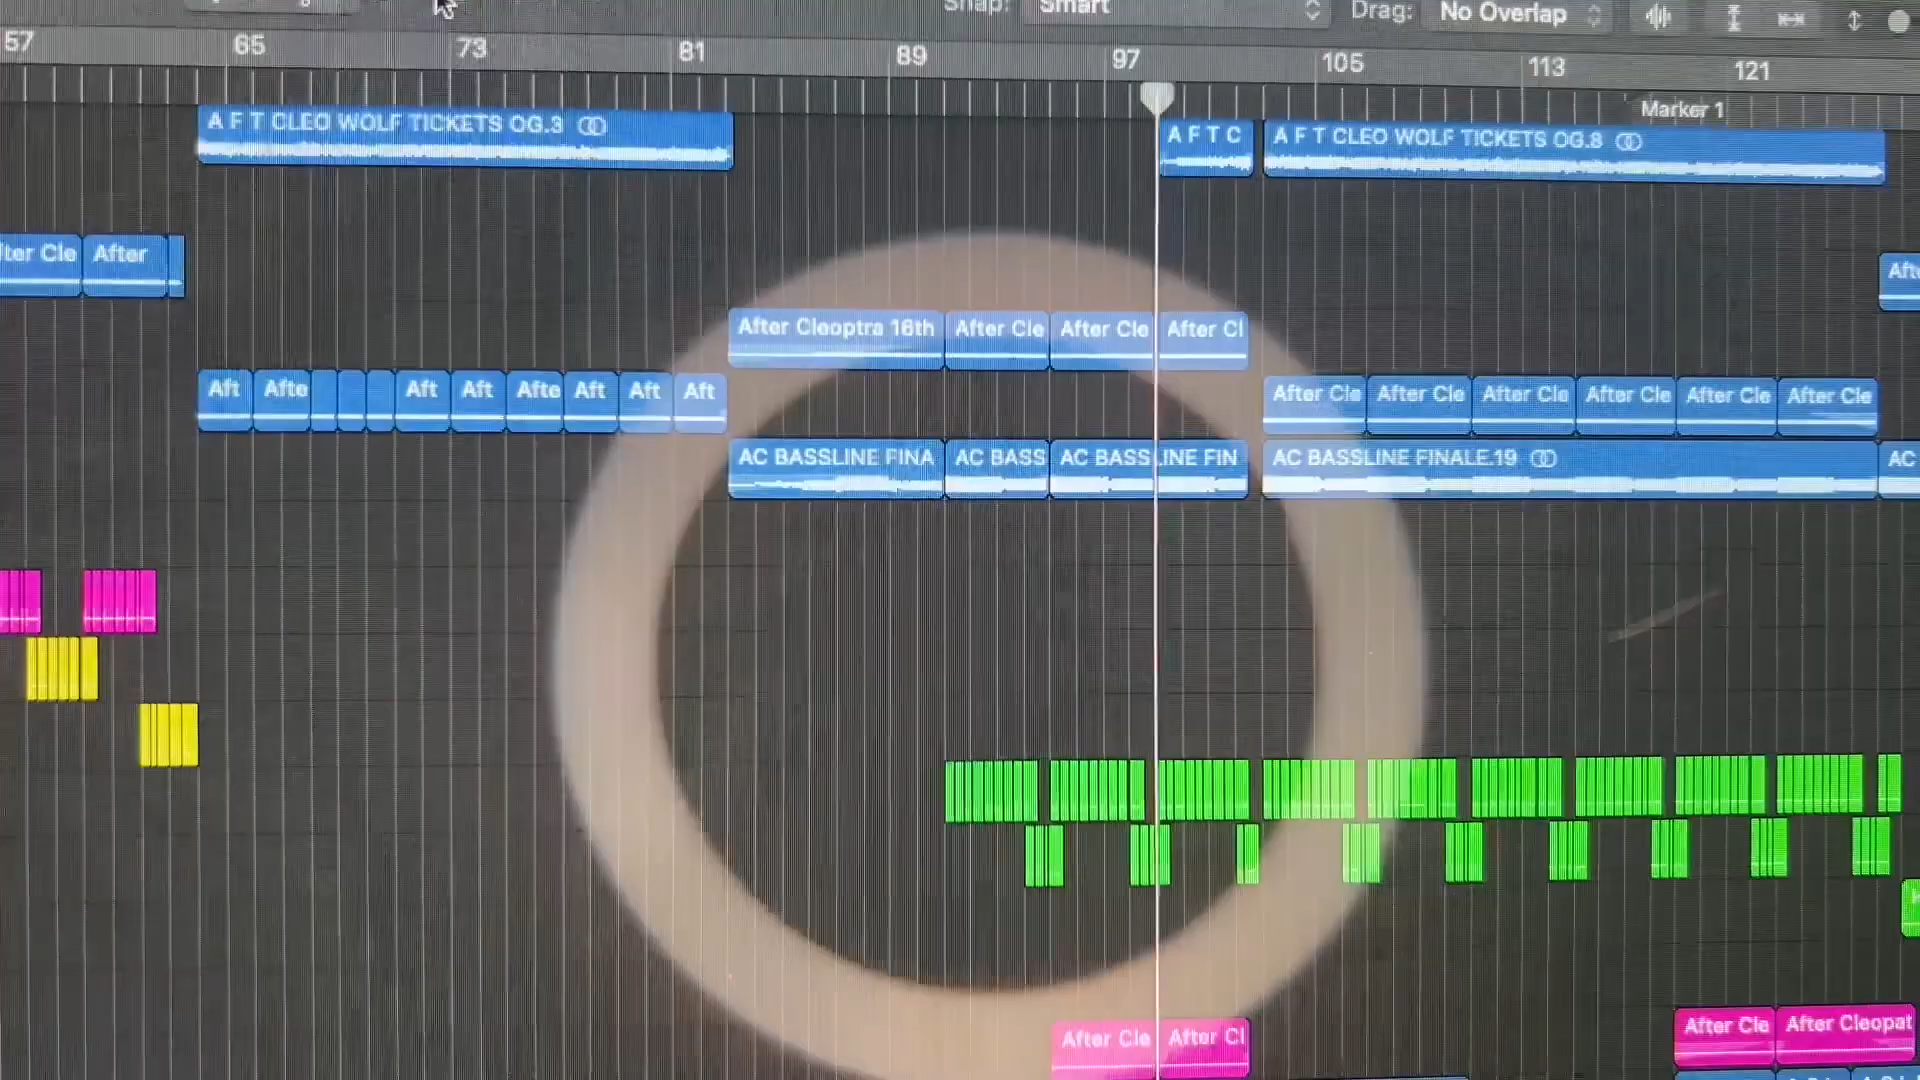 Snap: Smart Drag: No Overlap
57 65 73 81 89 97 105 113 121
Marker 1
A F T CLEO WOLF TICKETS OG.3 A F T C A F T CLEO WOLF TICKETS OG.8
ter Cle After Afte
After Cleoptra 16th After Cle After Cle After Cl
Aft Afte Aft Aft Afte Aft Aft Aft After Cle After Cle After Cle After Cle After Cle After Cle
AC BASSLINE FINA AC BASS AC BASSLINE FIN AC BASSLINE FINALE.19 AC
After Cle After Cl After Cle After Cleopat